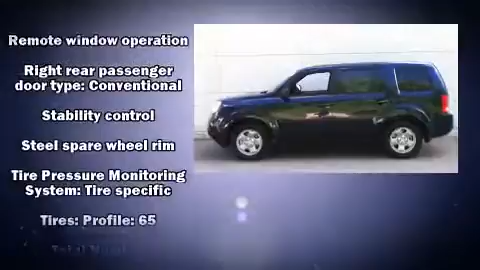 Remote window operation
Right rear passenger
door type: Conventional
Stability control
Steel spare wheel rim
Tire Pressure Monitoring
System: Tire specific
Tires: Profile: 65